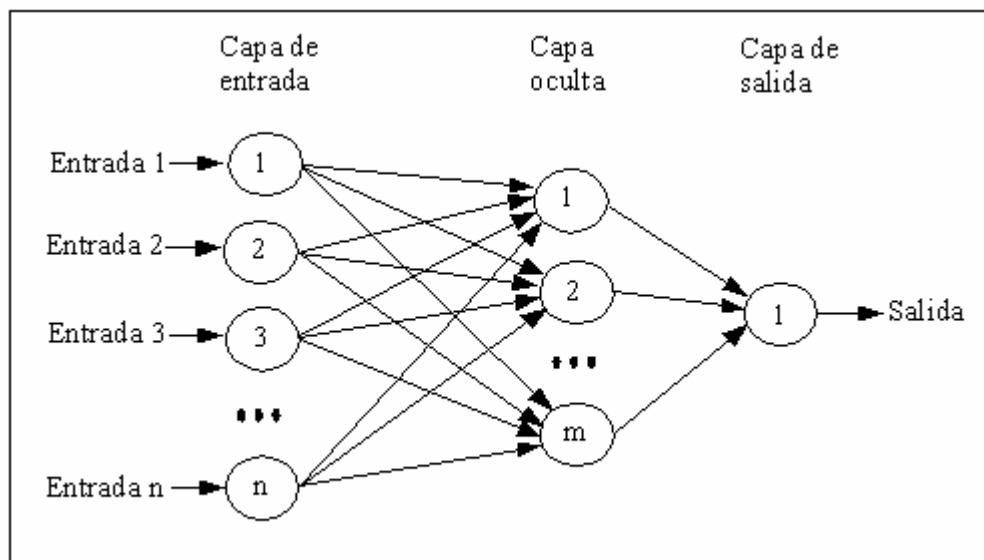 Capa de
entrada
Capa
oculta
Capa de
salida
Entrada 1
1
Entrada 2
2
Entrada 3
3
...
Entrada n
n
1
2
...
m
1
Salida